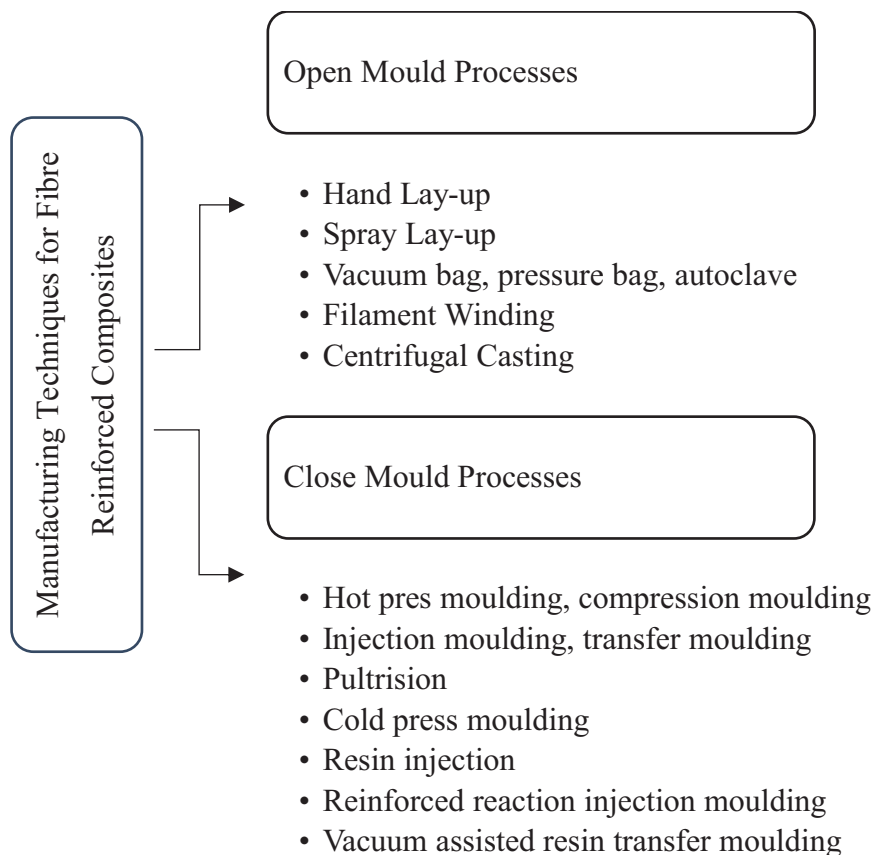 Manufacturing Techniques for Fibre
Reinforced Composites
Open Mould Processes
• Hand Lay-up
• Spray Lay-up
• Vacuum bag, pressure bag, autoclave
• Filament Winding
• Centrifugal Casting
Close Mould Processes
• Hot pres moulding, compression moulding
• Injection moulding, transfer moulding
• Pultrision
• Cold press moulding
• Resin injection
• Reinforced reaction injection moulding
• Vacuum assisted resin transfer moulding